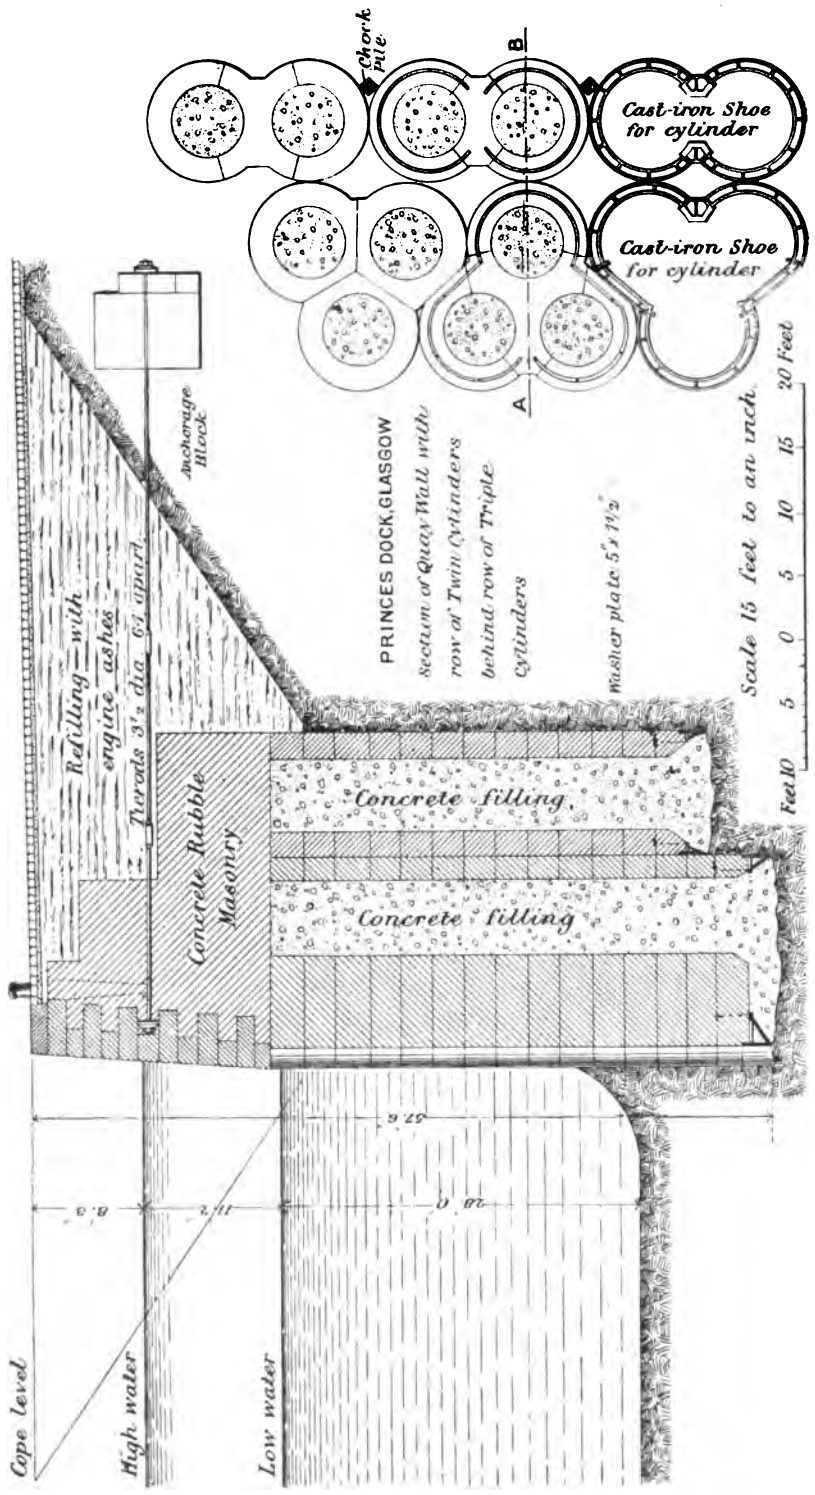 Cope level
High water
Low water
8'. 3"
11'. 2"
28'. 0"
57'. 6"
Refilling with
engine ashes
Tierods 3½ dia. 6'.7 apart.
Concrete Rubble
Masonry
Concrete filling
Concrete filling
Anchorage
Block
PRINCES DOCK, GLASGOW
Section of Quay Wall with
row of Twin Cylinders
behind row of Triple
Cylinders
Washer plate 5" x 1½"
Scale 15 feet to an inch.
Feet 10 5 0 5 10 15 20 Feet
Chock
Pile
A
B
Cast-iron Shoe
for cylinder
Cast-iron Shoe
for cylinder